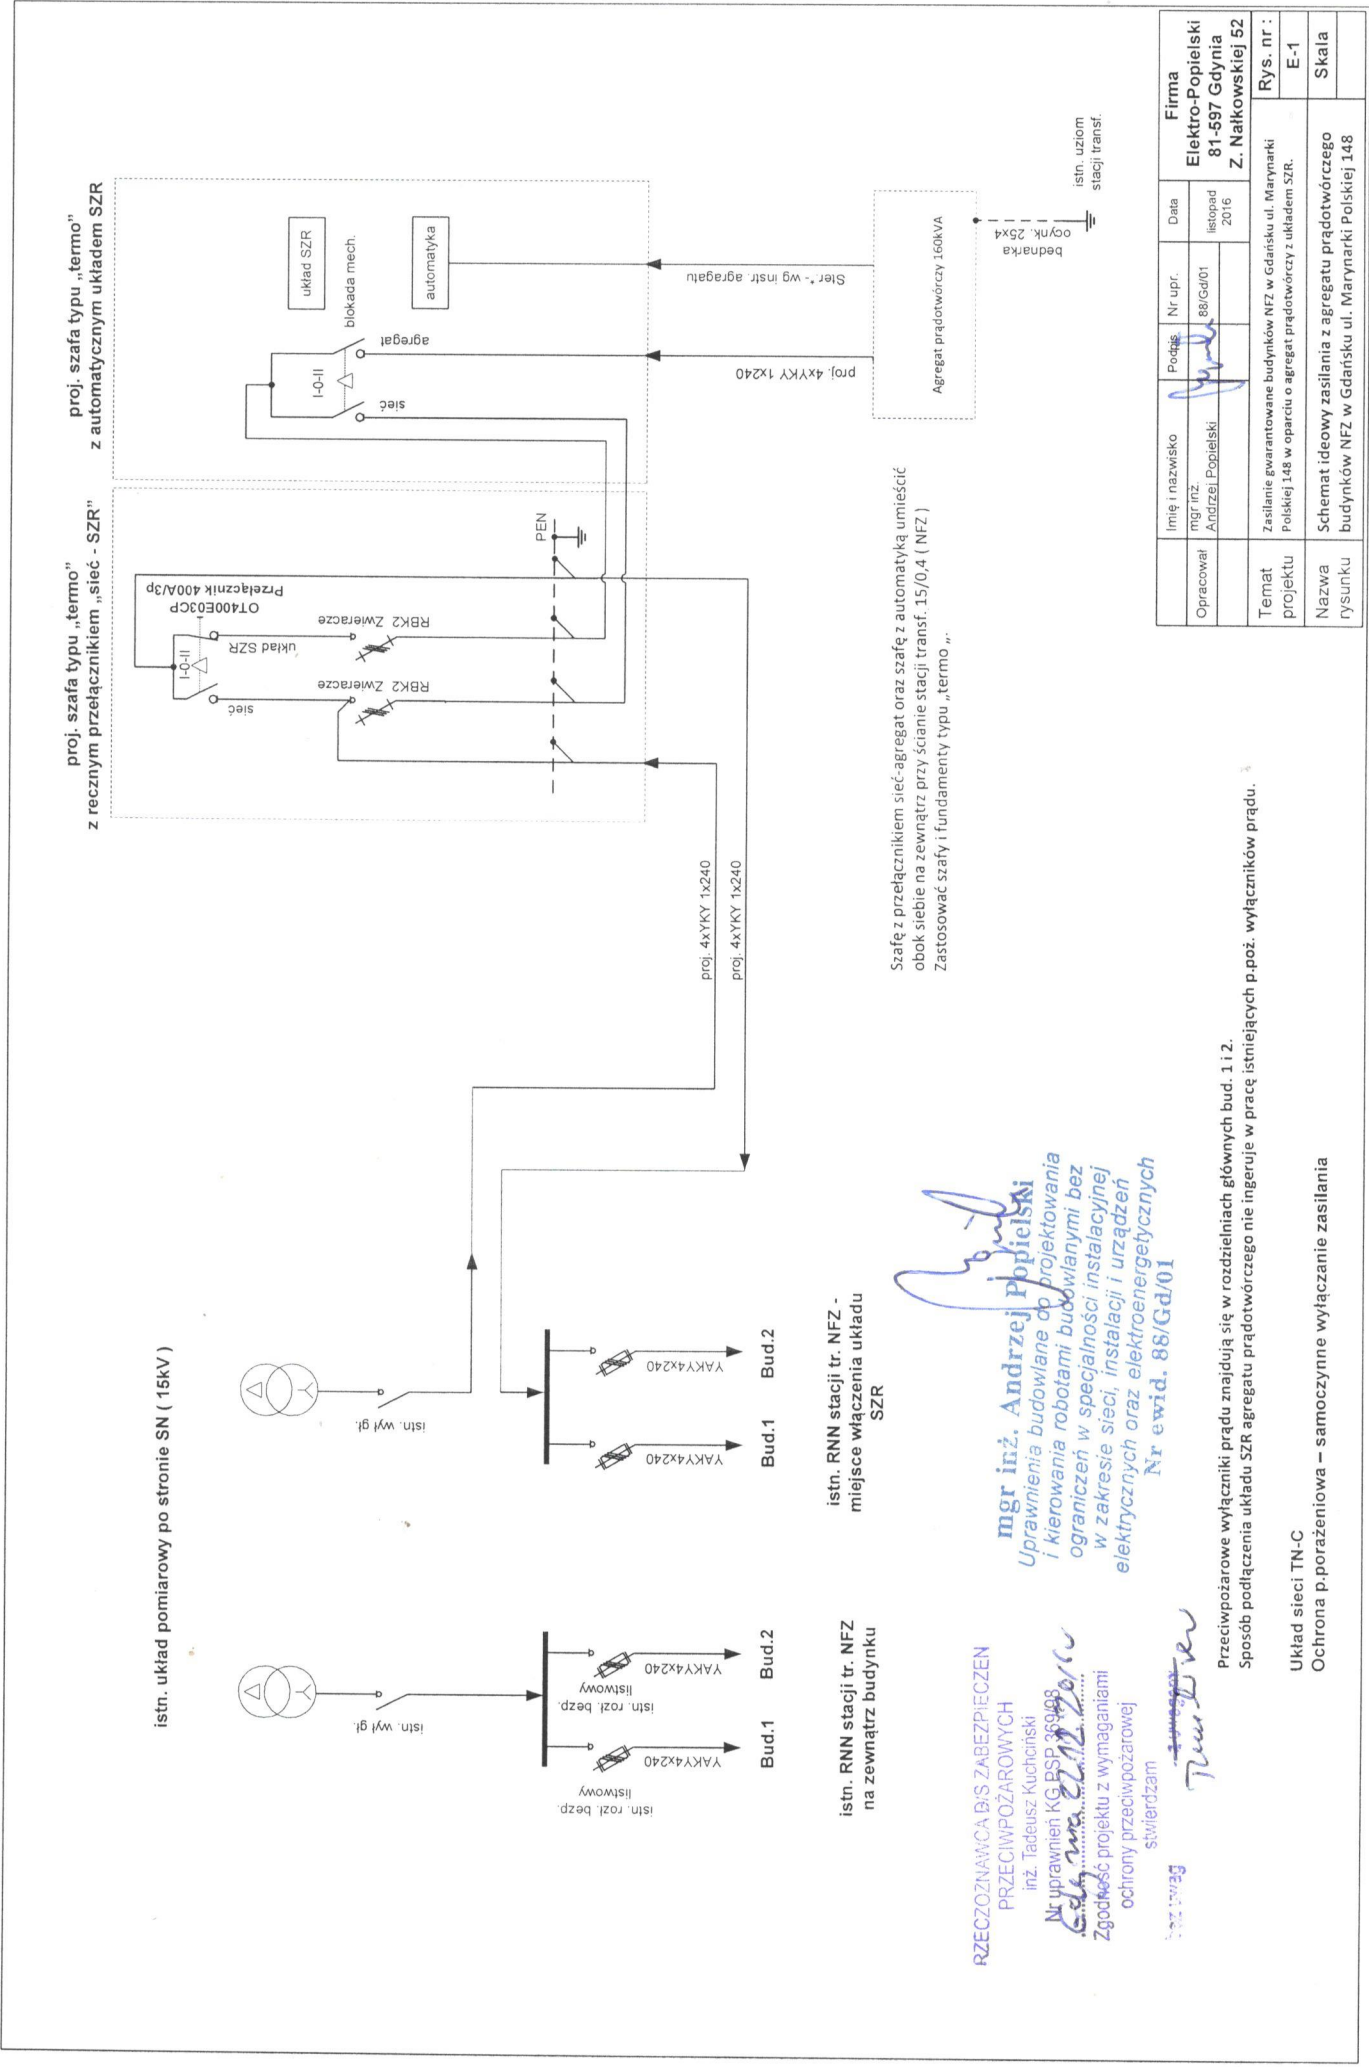 istn. układ pomiarowy po stronie SN ( 15kV )
proj. szafa typu „termo”
z recznym przełącznikiem „sieć - SZR”
proj. szafa typu „termo”
z automatycznym układem SZR
istn. wył gł.
istn. rozł. bezp.
listwowy
YAKY4x240
istn. rozł. bezp.
listwowy
YAKY4x240
Bud.1
Bud.2
istn. RNN stacji tr. NFZ
na zewnątrz budynku
istn. wył gł.
YAKY4x240
YAKY4x240
Bud.1
Bud.2
istn. RNN stacji tr. NFZ -
miejsce włączenia układu
SZR
proj. 4xYKY 1x240
proj. 4xYKY 1x240
I-0-II
sieć
układ SZR
OT400E03CP
Przełącznik 400A/3p
RBK2 Zwieracze
RBK2 Zwieracze
PEN
I-0-II
sieć
agregat
blokada mech.
układ SZR
automatyka
proj. 4xYKY 1x240
Ster.*- wg instr. agregatu
Agregat prądotwórczy 160kVA
bednarka
ocynk. 25x4
istn. uziom
stacji transf.
Szafę z przełącznikiem sieć-agregat oraz szafę z automatyką umieścić
obok siebie na zewnątrz przy ścianie stacji transf. 15/0,4 ( NFZ )
Zastosować szafy i fundamenty typu „termo „.
RZECZOZNAWCA D/S ZABEZPIECZEŃ
PRZECIWPOŻAROWYCH
inż. Tadeusz Kuchciński
Nr uprawnień KG PSP 369/98
Zgodność projektu z wymaganiami
ochrony przeciwpożarowej
stwierdzam
bez uwag
mgr inż. Andrzej Popielski
Uprawnienia budowlane do projektowania
i kierowania robotami budowlanymi bez
ograniczeń w specjalności instalacyjnej
w zakresie sieci, instalacji i urządzeń
elektrycznych oraz elektroenergetycznych
Nr ewid. 88/Gd/01
Przeciwpożarowe wyłączniki prądu znajdują się w rozdzielniach głównych bud. 1 i 2.
Sposób podłączenia układu SZR agregatu prądotwórczego nie ingeruje w pracę istniejących p.poż. wyłączników prądu.
Układ sieci TN-C
Ochrona p.porażeniowa – samoczynne wyłączanie zasilania
Imię i nazwisko
Podpis
Nr upr.
Data
Firma
Opracował
mgr inż.
Andrzej Popielski
88/Gd/01
listopad
2016
Elektro-Popielski
81-597 Gdynia
Z. Nałkowskiej 52
Temat
projektu
Zasilanie gwarantowane budynków NFZ w Gdańsku ul. Marynarki
Polskiej 148 w oparciu o agregat prądotwórczy z układem SZR.
Rys. nr :
E-1
Nazwa
rysunku
Schemat ideowy zasilania z agregatu prądotwórczego
budynków NFZ w Gdańsku ul. Marynarki Polskiej 148
Skala